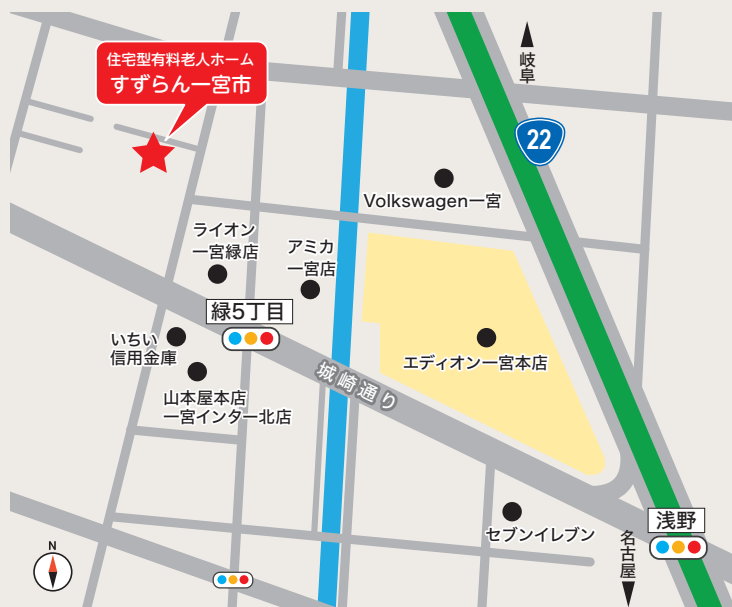 住宅型有料老人ホーム
すずらん一宮市
岐阜
22
Volkswagen一宮
ライオン
一宮緑店
アミカ
一宮店
緑5丁目
いちい
信用金庫
エディオン一宮本店
城崎通り
山本屋本店
一宮インター北店
セブンイレブン
浅野
名古屋
N